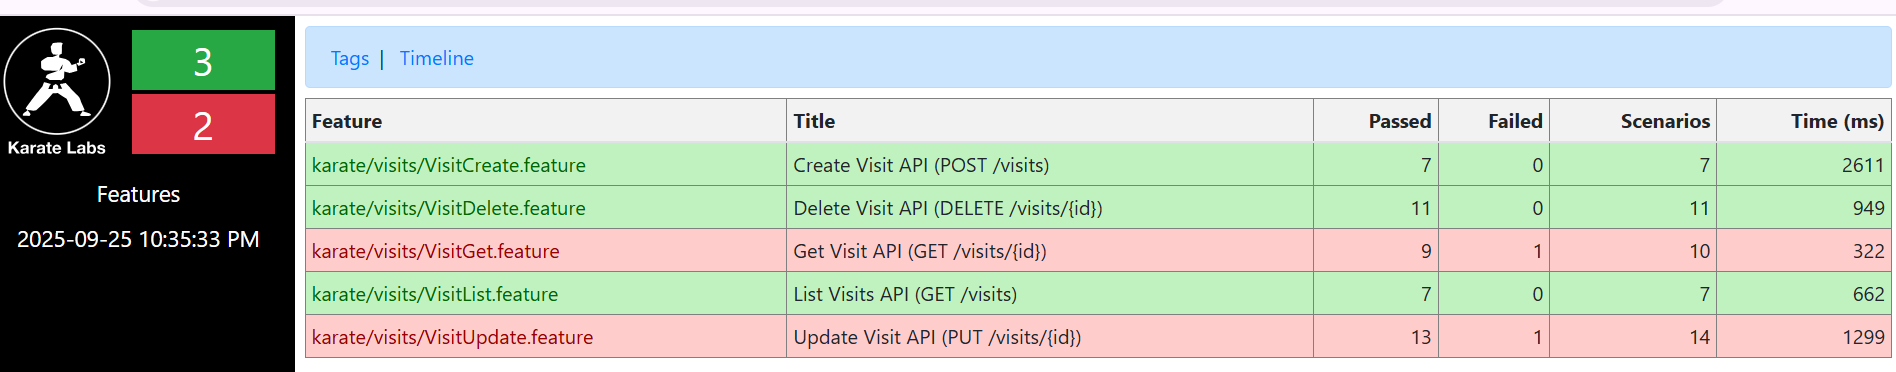 3
2
Karate Labs
Features
2025-09-25 10:35:33 PM
Tags | Timeline
Feature Title Passed Failed Scenarios Time (ms)
karate/visits/VisitCreate.feature Create Visit API (POST /visits) 7 0 7 2611
karate/visits/VisitDelete.feature Delete Visit API (DELETE /visits/{id}) 11 0 11 949
karate/visits/VisitGet.feature Get Visit API (GET /visits/{id}) 9 1 10 322
karate/visits/VisitList.feature List Visits API (GET /visits) 7 0 7 662
karate/visits/VisitUpdate.feature Update Visit API (PUT /visits/{id}) 13 1 14 1299